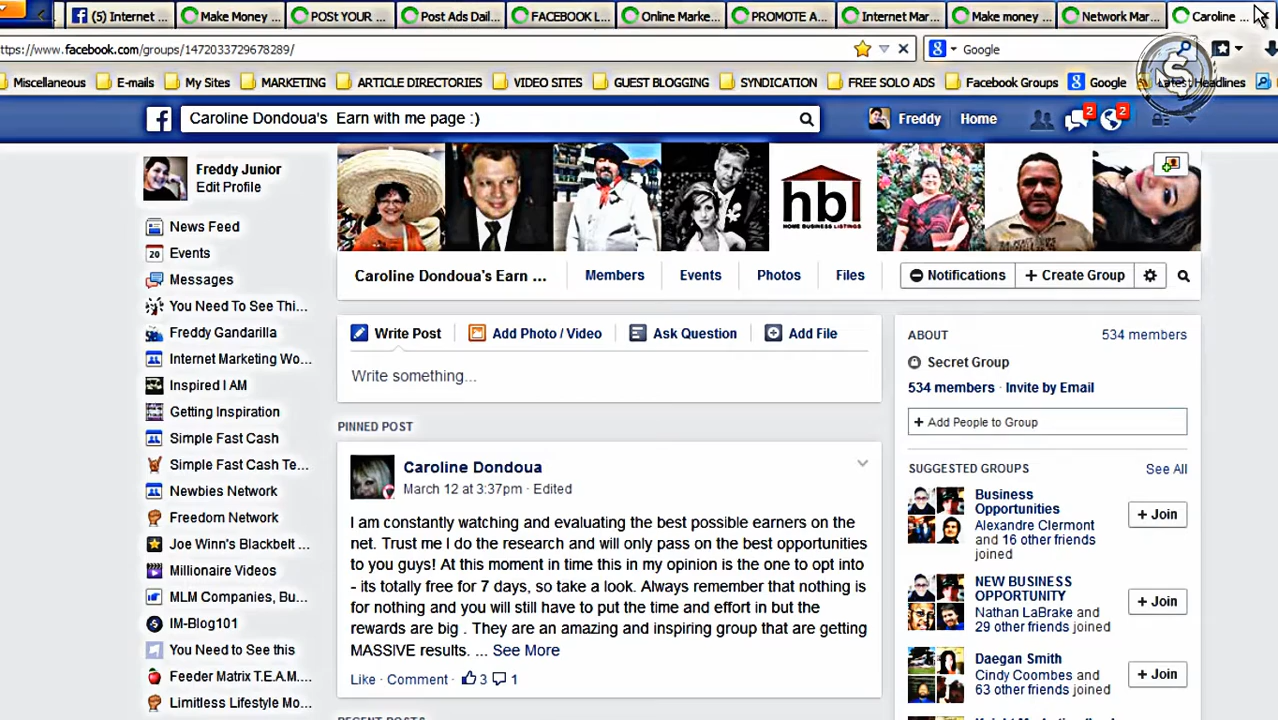 (5) Internet ...
Make Money ...
POST YOUR ...
Post Ads Dail...
FACEBOOK L...
Online Marke...
PROMOTE A...
Internet Mar...
Make money ...
Network Mar...
Caroline ...
ttps://www.facebook.com/groups/1472033729678289/
Google
Miscellaneous
E-mails
My Sites
MARKETING
ARTICLE DIRECTORI
VIDEO SITES
GUEST BLOGGING
SYNDICATION
FREE SOLO ADS
Facebook Groups
Google
Latest Headlines
Caroline Dondoua's Earn with me page :)
Freddy
Home
2
2
Freddy Junior
Edit Profile
News Feed
20
Events
Messages
You Need To See Thi...
Freddy Gandarilla
Internet Marketing Wo...
Inspired I AM
Getting Inspiration
Simple Fast Cash
Simple Fast Cash Te...
Newbies Network
Freedom Network
Joe Winn's Blackbelt ...
Millionaire Videos
MLM Companies, Bu...
IM-Blog101
You Need to See this
Feeder Matrix T.E.A.M....
Limitless Lifestyle Mo...
hbl
HOME BUSINESS LISTINGS
Caroline Dondoua's Earn ...
Members
Events
Photos
Files
Notifications
+ Create Group
Write Post
Add Photo / Video
Ask Question
Add File
Write something...
PINNED POST
Caroline Dondoua
March 12 at 3:37pm · Edited
I am constantly watching and evaluating the best possible earners on the
net. Trust me I do the research and will only pass on the best opportunities
to you guys! At this moment in time this in my opinion is the one to opt into
- its totally free for 7 days, so take a look. Always remember that nothing is
for nothing and you will still have to put the time and effort in but the
rewards are big . They are an amazing and inspiring group that are getting
MASSIVE results. ... See More
Like · Comment · 3 1
RECENT POSTS
ABOUT
534 members
Secret Group
534 members · Invite by Email
+ Add People to Group
SUGGESTED GROUPS
See All
Business
Opportunities
Alexandre Clermont
and 16 other friends
joined
+ Join
NEW BUSINESS
OPPORTUNITY
Nathan LaBrake and
29 other friends joined
+ Join
Daegan Smith
Cindy Coombes and
63 other friends joined
+ Join